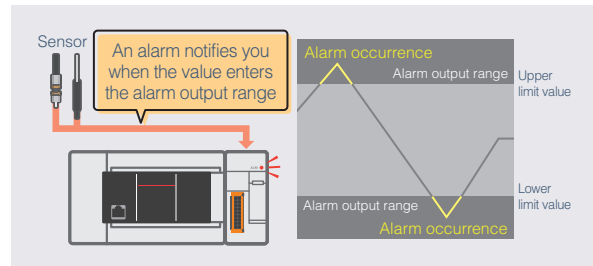 Sensor
An alarm notifies you
when the value enters
the alarm output range
ALM
Alarm occurrence
Alarm output range
Upper
limit value
Lower
limit value
Alarm output range
Alarm occurrence